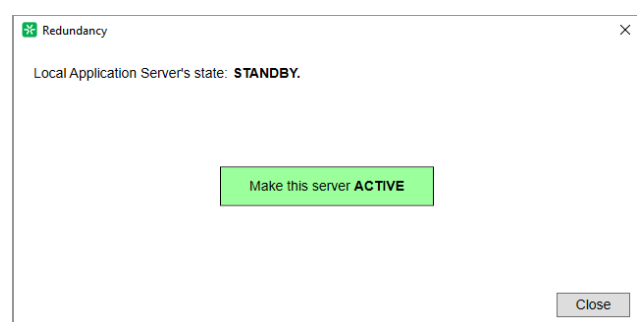 Redundancy
Local Application Server's state: STANDBY.
Make this server ACTIVE
Close